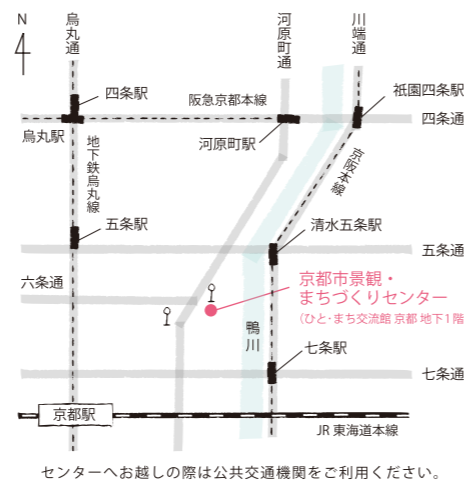 N
烏丸通
河原町通
川端通
四条駅
阪急京都本線
祇園四条駅
四条通
烏丸駅
河原町駅
地下鉄烏丸線
京阪本線
五条駅
清水五条駅
五条通
六条通
京都市景観・
まちづくりセンター
（ひと・まち交流館 京都 地下1階）
鴨川
七条駅
七条通
京都駅
JR 東海道本線
センターへお越しの際は公共交通機関をご利用ください。